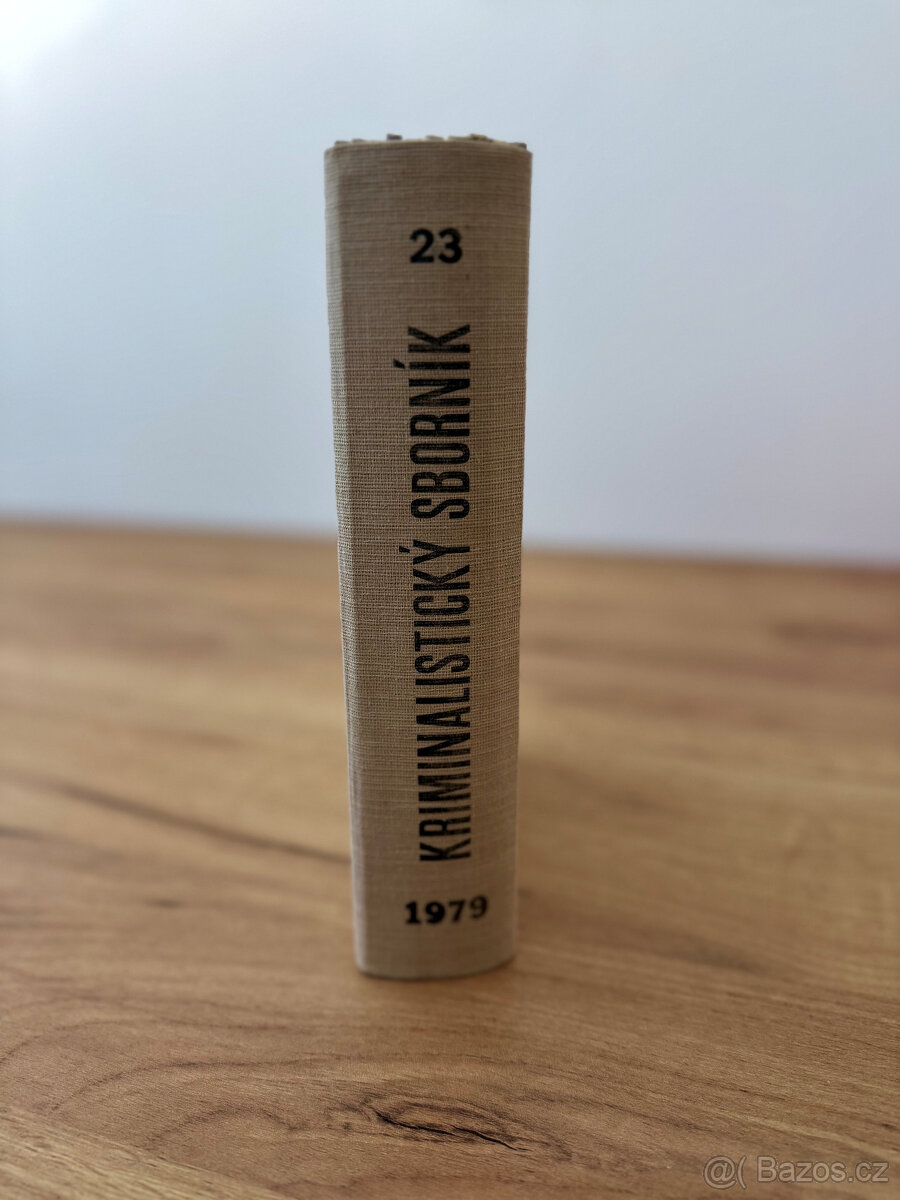 23
KRIMINALISTICKÝ SBORNÍK
1979
@( Bazos.cz